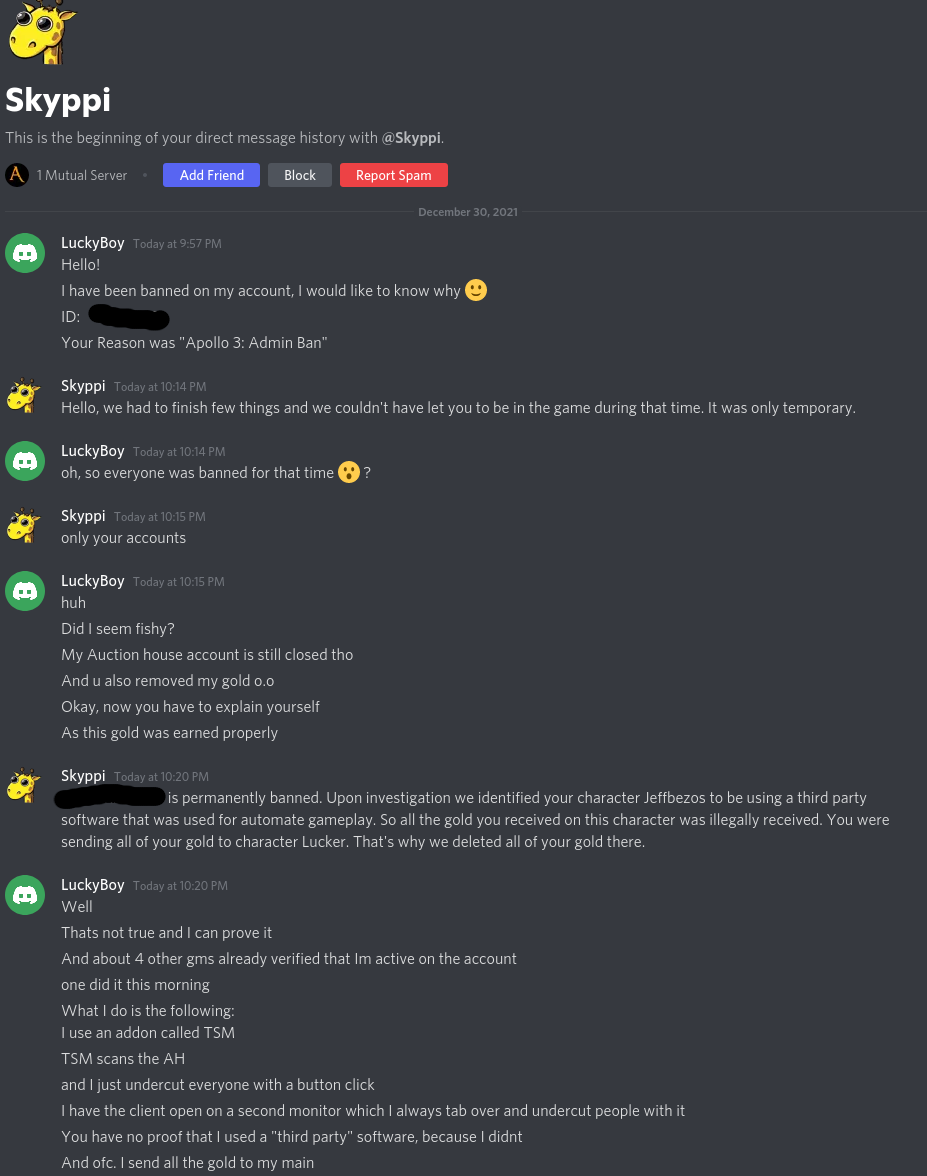 Skyppi
This is the beginning of your direct message history with @Skyppi.
A 1 Mutual Server • Add Friend Block Report Spam
December 30, 2021
LuckyBoy Today at 9:57 PM
Hello!
I have been banned on my account, I would like to know why 🙂
ID:
Your Reason was "Apollo 3: Admin Ban"
Skyppi Today at 10:14 PM
Hello, we had to finish few things and we couldn't have let you to be in the game during that time. It was only temporary.
LuckyBoy Today at 10:14 PM
oh, so everyone was banned for that time 😮 ?
Skyppi Today at 10:15 PM
only your accounts
LuckyBoy Today at 10:15 PM
huh
Did I seem fishy?
My Auction house account is still closed tho
And u also removed my gold o.o
Okay, now you have to explain yourself
As this gold was earned properly
Skyppi Today at 10:20 PM
is permanently banned. Upon investigation we identified your character Jeffbezos to be using a third party
software that was used for automate gameplay. So all the gold you received on this character was illegally received. You were
sending all of your gold to character Lucker. That's why we deleted all of your gold there.
LuckyBoy Today at 10:20 PM
Well
Thats not true and I can prove it
And about 4 other gms already verified that Im active on the account
one did it this morning
What I do is the following:
I use an addon called TSM
TSM scans the AH
and I just undercut everyone with a button click
I have the client open on a second monitor which I always tab over and undercut people with it
You have no proof that I used a "third party" software, because I didnt
And ofc. I send all the gold to my main